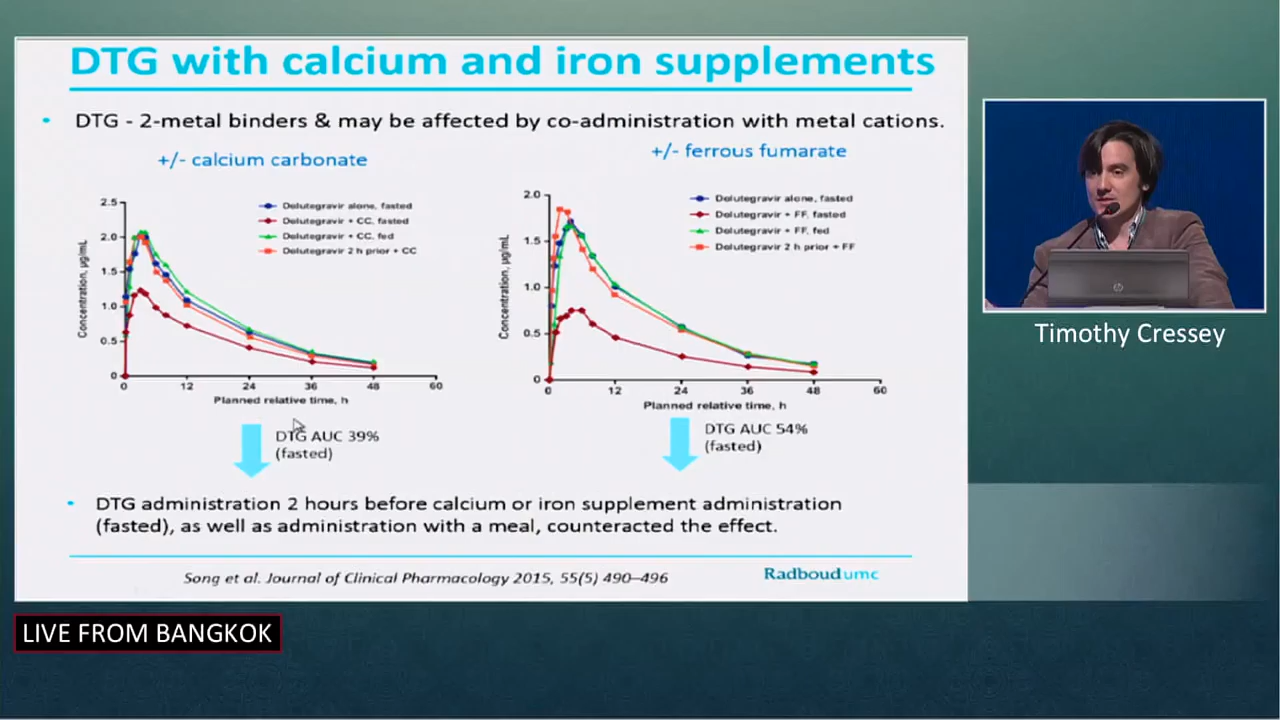 DTG with calcium and iron supplements
• DTG - 2-metal binders & may be affected by co-administration with metal cations.
+/- calcium carbonate
+/- ferrous fumarate
2.5
2.0
1.5
1.0
0.5
0
Concentration, µg/mL
Dolutegravir alone, fasted
Dolutegravir + CC, fasted
Dolutegravir + CC, fed
Dolutegravir 2 h prior + CC
0 12 24 36 48 60
Planned relative time, h
2.0
1.5
1.0
0.5
0
Concentration, µg/mL
Dolutegravir alone, fasted
Dolutegravir + FF, fasted
Dolutegravir + FF, fed
Dolutegravir 2 h prior + FF
0 12 24 36 48 60
Planned relative time, h
DTG AUC 39%
(fasted)
DTG AUC 54%
(fasted)
• DTG administration 2 hours before calcium or iron supplement administration
(fasted), as well as administration with a meal, counteracted the effect.
Song et al. Journal of Clinical Pharmacology 2015, 55(5) 490–496
Radboudumc
hp
Timothy Cressey
LIVE FROM BANGKOK